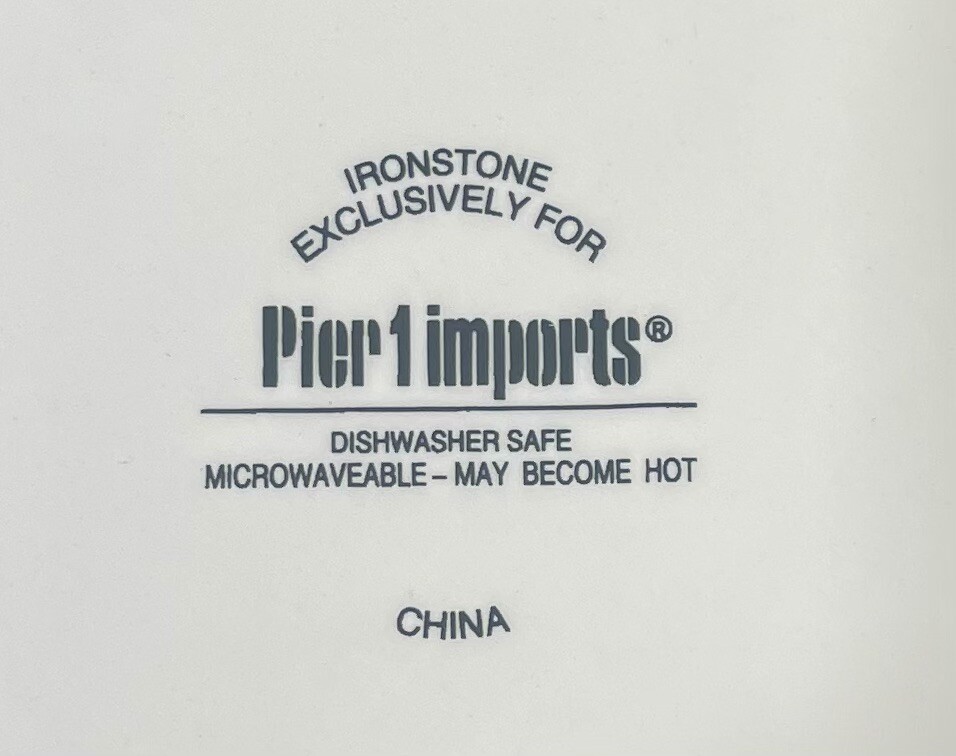 IRONSTONE
EXCLUSIVELY FOR
Pier 1 imports®
DISHWASHER SAFE
MICROWAVEABLE – MAY BECOME HOT
CHINA